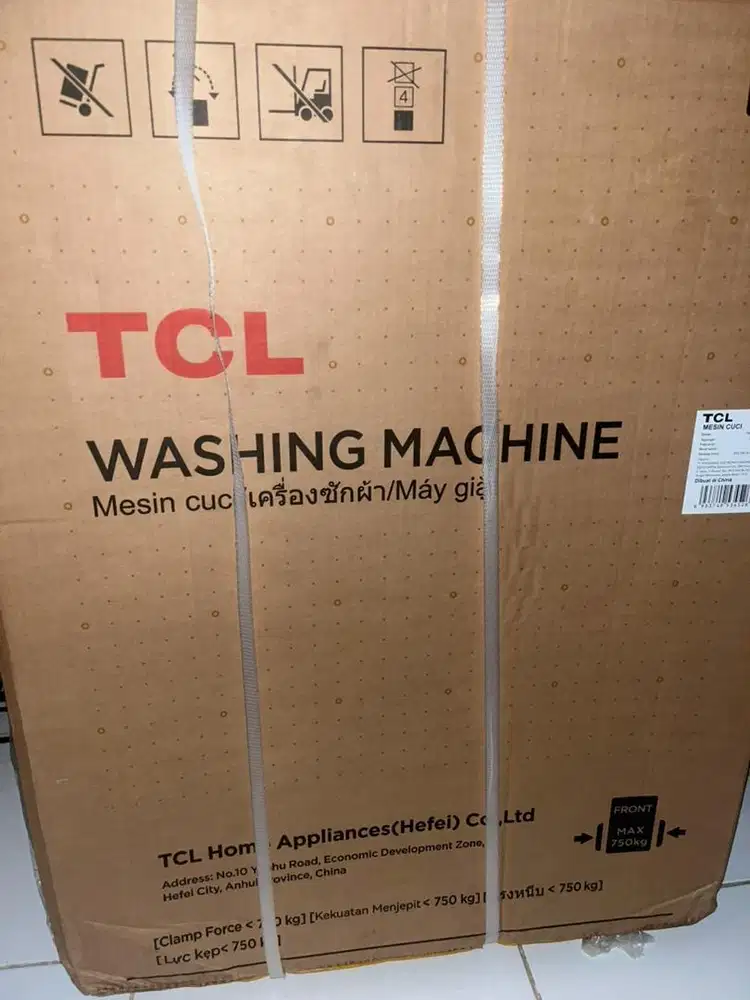 4
TCL
WASHING MACHINE
Mesin cuci/เครื่องซักผ้า/Máy giặt
TCL
MESIN CUCI
Dibuat di China
TCL Home Appliances(Hefei) Co.,Ltd
Address: No.10 Yaohu Road, Economic Development Zone,
Hefei City, Anhui Province, China
FRONT
MAX
750kg
[Clamp Force < 750 kg] [Kekuatan Menjepit < 750 kg] [แรงหนีบ < 750 kg]
[Lực kẹp< 750 kg]